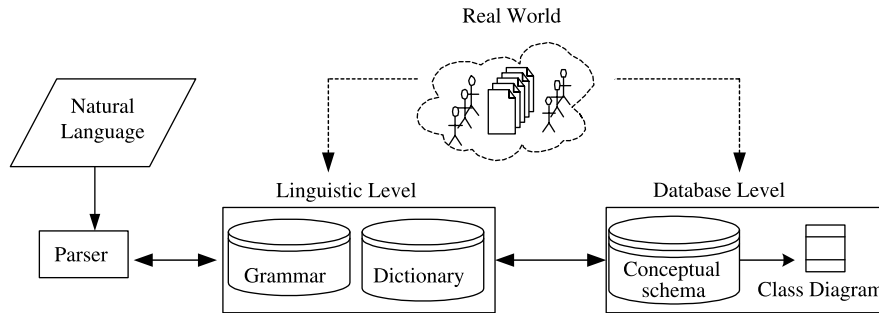 Real World
Natural
Language
Linguistic Level
Database Level
Parser
Grammar
Dictionary
Conceptual
schema
Class Diagram